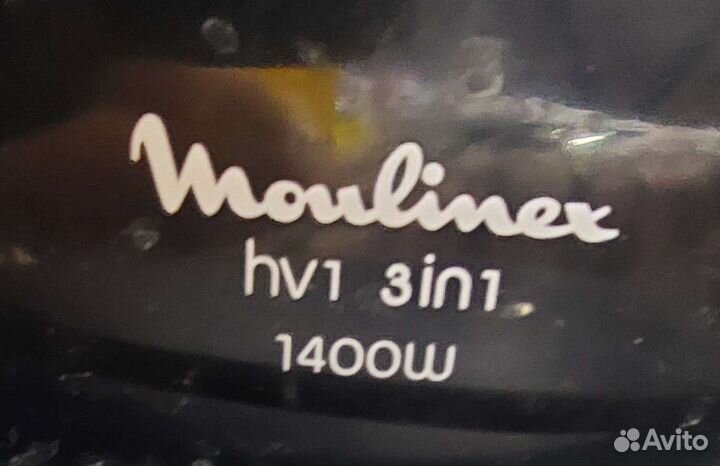 Moulinex
hv1 3in1
1400W
Avito